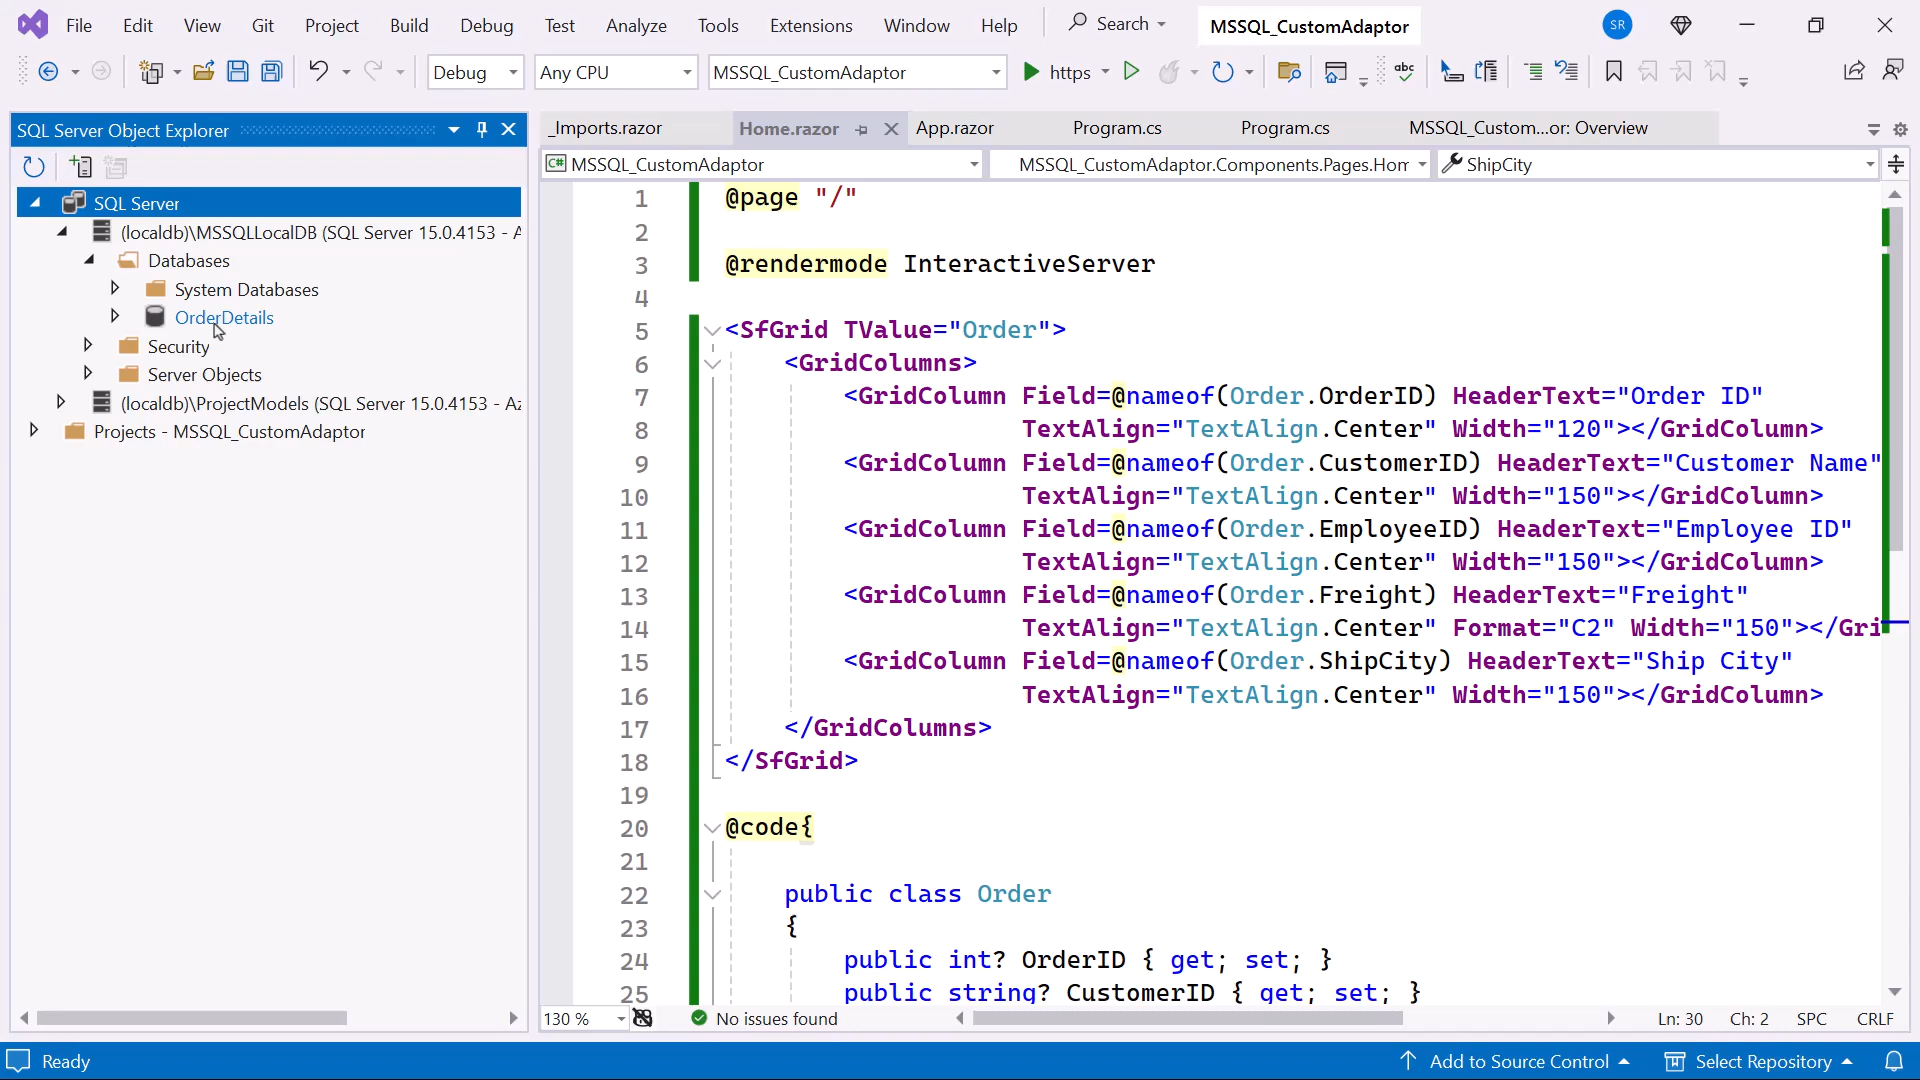 File Edit View Git Project Build Debug Test Analyze Tools Extensions Window Help Search MSSQL_CustomAdaptor SR
Debug Any CPU MSSQL_CustomAdaptor https abc
SQL Server Object Explorer
SQL Server
(localdb)\MSSQLLocalDB (SQL Server 15.0.4153 - A
Databases
System Databases
OrderDetails
Security
Server Objects
(localdb)\ProjectModels (SQL Server 15.0.4153 - Az
Projects - MSSQL_CustomAdaptor
_Imports.razor Home.razor App.razor Program.cs Program.cs MSSQL_Custom...or: Overview
C# MSSQL_CustomAdaptor MSSQL_CustomAdaptor.Components.Pages.Hom ShipCity
1 @page "/"
2
3 @rendermode InteractiveServer
4
5 <SfGrid TValue="Order">
6 <GridColumns>
7 <GridColumn Field=@nameof(Order.OrderID) HeaderText="Order ID"
8 TextAlign="TextAlign.Center" Width="120"></GridColumn>
9 <GridColumn Field=@nameof(Order.CustomerID) HeaderText="Customer Name"
10 TextAlign="TextAlign.Center" Width="150"></GridColumn>
11 <GridColumn Field=@nameof(Order.EmployeeID) HeaderText="Employee ID"
12 TextAlign="TextAlign.Center" Width="150"></GridColumn>
13 <GridColumn Field=@nameof(Order.Freight) HeaderText="Freight"
14 TextAlign="TextAlign.Center" Format="C2" Width="150"></Gri
15 <GridColumn Field=@nameof(Order.ShipCity) HeaderText="Ship City"
16 TextAlign="TextAlign.Center" Width="150"></GridColumn>
17 </GridColumns>
18 </SfGrid>
19
20 @code{
21
22 public class Order
23 {
24 public int? OrderID { get; set; }
25 public string? CustomerID { get; set; }
130 % No issues found Ln: 30 Ch: 2 SPC CRLF
Ready Add to Source Control Select Repository